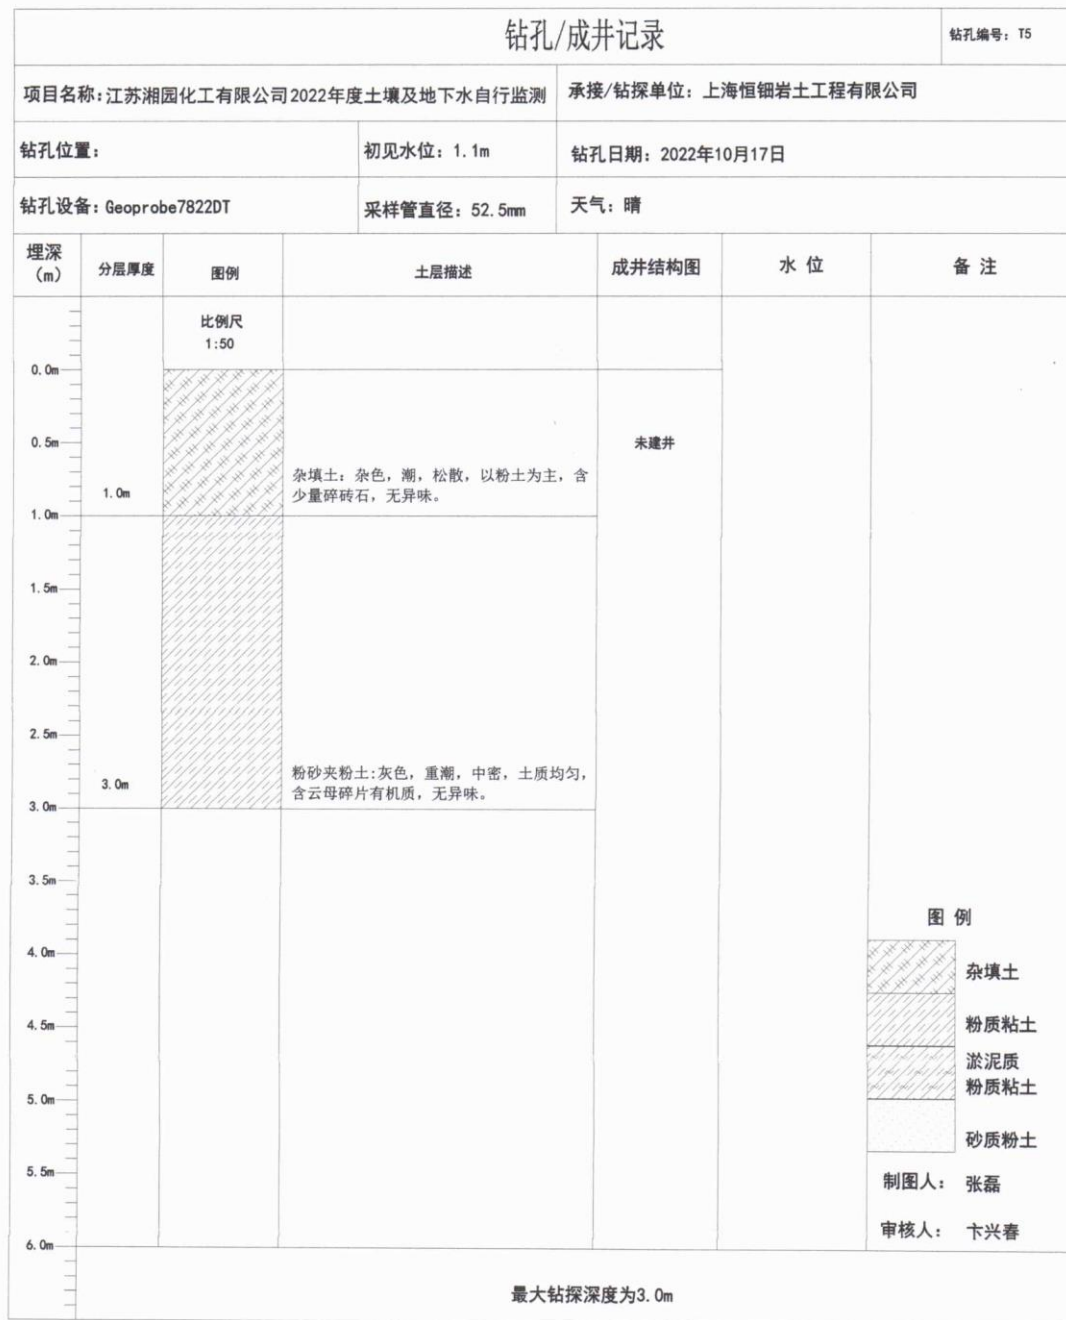 钻孔/成井记录
钻孔编号: T5
项目名称:江苏湘园化工有限公司2022年度土壤及地下水自行监测
承接/钻探单位: 上海恒钿岩土工程有限公司
钻孔位置:
初见水位: 1.1m
钻孔日期: 2022年10月17日
钻孔设备: Geoprobe7822DT
采样管直径: 52.5mm
天气: 晴
埋深
(m)
分层厚度
图例
土层描述
成井结构图
水 位
备 注
比例尺
1:50
0.0m
0.5m
未建井
杂填土: 杂色, 潮, 松散, 以粉土为主, 含
少量碎砖石, 无异味。
1.0m
1.0m
1.5m
2.0m
2.5m
粉砂夹粉土:灰色, 重潮, 中密, 土质均匀,
含云母碎片有机质, 无异味。
3.0m
3.0m
3.5m
图 例
4.0m
杂填土
4.5m
粉质粘土
淤泥质
粉质粘土
5.0m
砂质粉土
5.5m
制图人: 张磊
审核人: 卞兴春
6.0m
最大钻探深度为3.0m